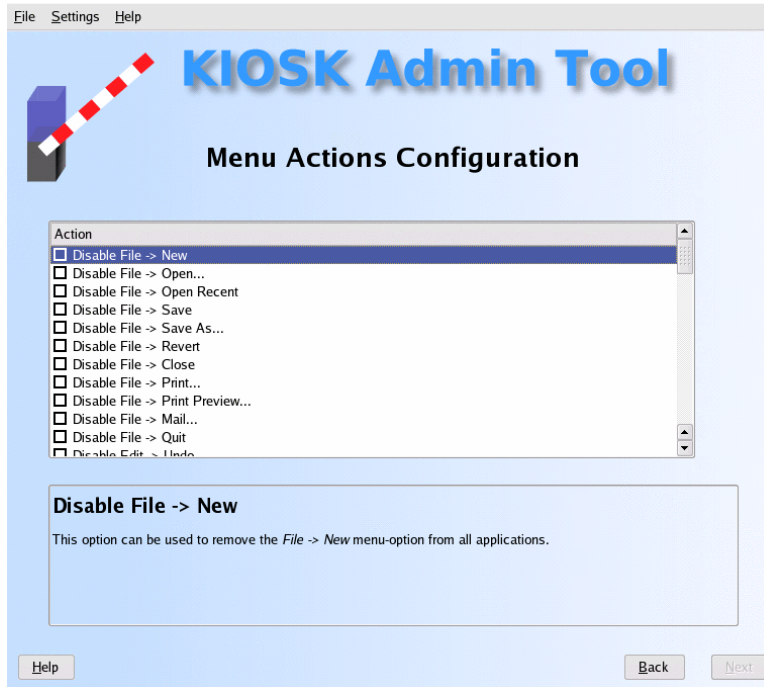 File Settings Help
KIOSK Admin Tool
Menu Actions Configuration
Action
Disable File -> New
Disable File -> Open...
Disable File -> Open Recent
Disable File -> Save
Disable File -> Save As...
Disable File -> Revert
Disable File -> Close
Disable File -> Print...
Disable File -> Print Preview...
Disable File -> Mail...
Disable File -> Quit
Disable Edit -> Undo
Disable File -> New
This option can be used to remove the File -> New menu-option from all applications.
Help Back Next